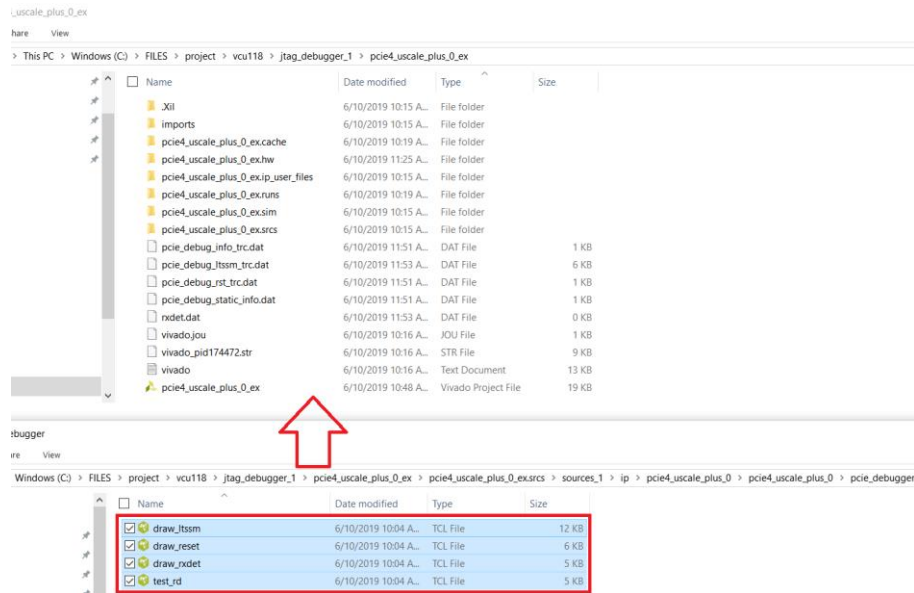 _uscale_plus_0_ex
hare View
> This PC > Windows (C:) > FILES > project > vcu118 > jtag_debugger_1 > pcie4_uscale_plus_0_ex
Name Date modified Type Size
.Xil 6/10/2019 10:15 A... File folder
imports 6/10/2019 10:15 A... File folder
pcie4_uscale_plus_0_ex.cache 6/10/2019 10:19 A... File folder
pcie4_uscale_plus_0_ex.hw 6/10/2019 11:25 A... File folder
pcie4_uscale_plus_0_ex.ip_user_files 6/10/2019 10:15 A... File folder
pcie4_uscale_plus_0_ex.runs 6/10/2019 10:19 A... File folder
pcie4_uscale_plus_0_ex.sim 6/10/2019 10:15 A... File folder
pcie4_uscale_plus_0_ex.srcs 6/10/2019 10:15 A... File folder
pcie_debug_info_trc.dat 6/10/2019 11:51 A... DAT File 1 KB
pcie_debug_ltssm_trc.dat 6/10/2019 11:53 A... DAT File 6 KB
pcie_debug_rst_trc.dat 6/10/2019 11:51 A... DAT File 1 KB
pcie_debug_static_info.dat 6/10/2019 11:51 A... DAT File 1 KB
rxdet.dat 6/10/2019 11:53 A... DAT File 0 KB
vivado.jou 6/10/2019 10:16 A... JOU File 1 KB
vivado_pid174472.str 6/10/2019 10:16 A... STR File 9 KB
vivado 6/10/2019 10:16 A... Text Document 13 KB
pcie4_uscale_plus_0_ex 6/10/2019 10:48 A... Vivado Project File 19 KB
ebugger
are View
Windows (C:) > FILES > project > vcu118 > jtag_debugger_1 > pcie4_uscale_plus_0_ex > pcie4_uscale_plus_0_ex.srcs > sources_1 > ip > pcie4_uscale_plus_0 > pcie4_uscale_plus_0 > pcie_debugger
Name Date modified Type Size
draw_ltssm 6/10/2019 10:04 A... TCL File 12 KB
draw_reset 6/10/2019 10:04 A... TCL File 6 KB
draw_rxdet 6/10/2019 10:04 A... TCL File 5 KB
test_rd 6/10/2019 10:04 A... TCL File 5 KB